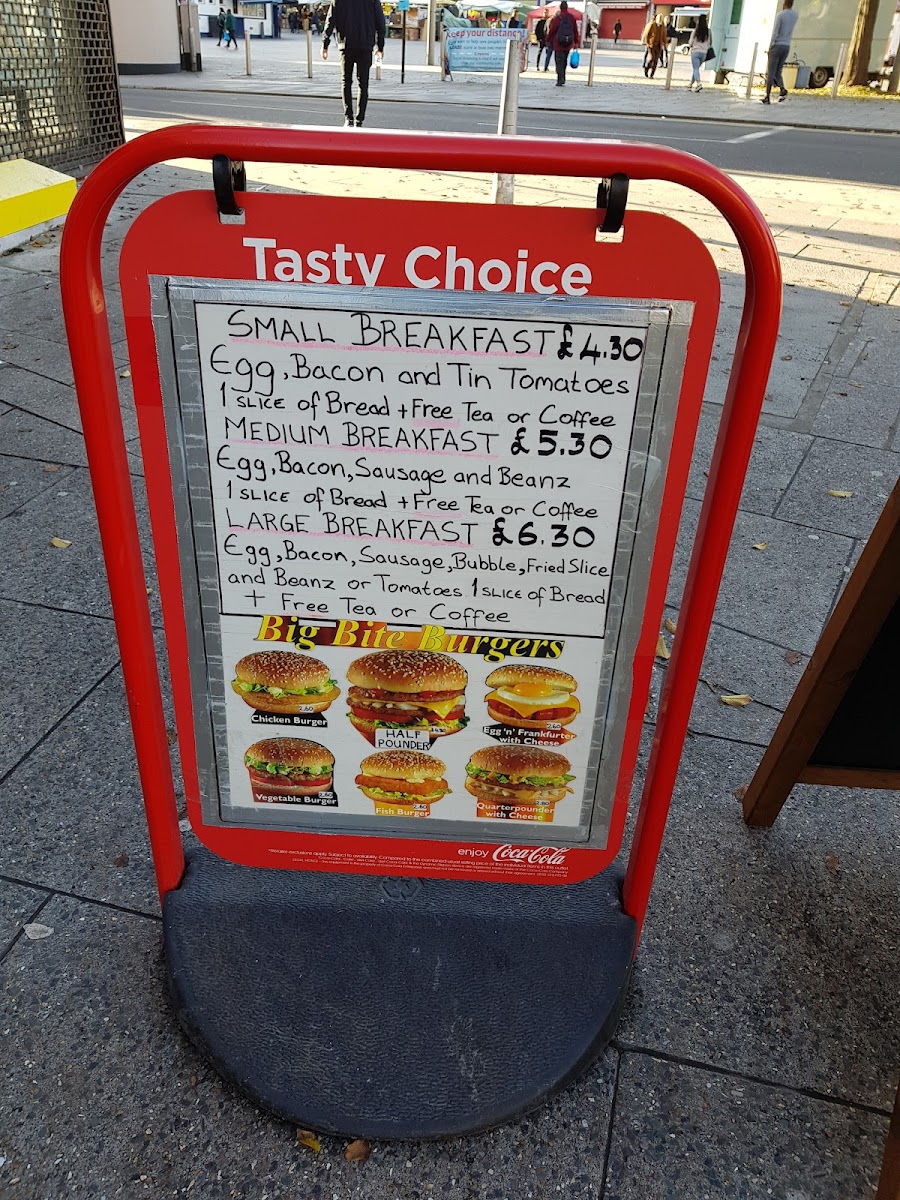 Keep your distance
Tasty Choice
SMALL BREAKFAST £4.30
Egg, Bacon and Tin Tomatoes
1 SLICE of Bread + Free Tea or Coffee
MEDIUM BREAKFAST £5.30
Egg, Bacon, Sausage and Beanz
1 SLICE of Bread + Free Tea or Coffee
LARGE BREAKFAST £6.30
Egg, Bacon, Sausage, Bubble, Fried Slice
and Beanz or Tomatoes 1 SLICE of Bread
+ Free Tea or Coffee
Big Bite Burgers
2.60
Chicken Burger
HALF
POUNDER
2.60
Egg 'n' Frankfurter
with Cheese
Vegetable Burger
Fish Burger
Quarterpounder
with Cheese
enjoy Coca-Cola